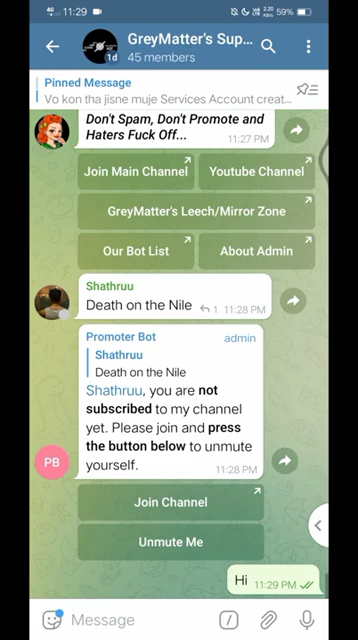 11:29
2.20
KB/s
59%
GreyMatter's Sup...
1d
45 members
Pinned Message
Vo kon tha jisne muje Services Account creat...
Don't Spam, Don't Promote and
Haters Fuck Off...
11:27 PM
Join Main Channel
Youtube Channel
GreyMatter's Leech/Mirror Zone
Our Bot List
About Admin
Shathruu
Death on the Nile
1 11:28 PM
Promoter Bot admin
Shathruu
Death on the Nile
Shathruu, you are not
subscribed to my channel
yet. Please join and press
the button below to unmute
yourself.
11:28 PM
PB
Join Channel
Unmute Me
Hi 11:29 PM
Message